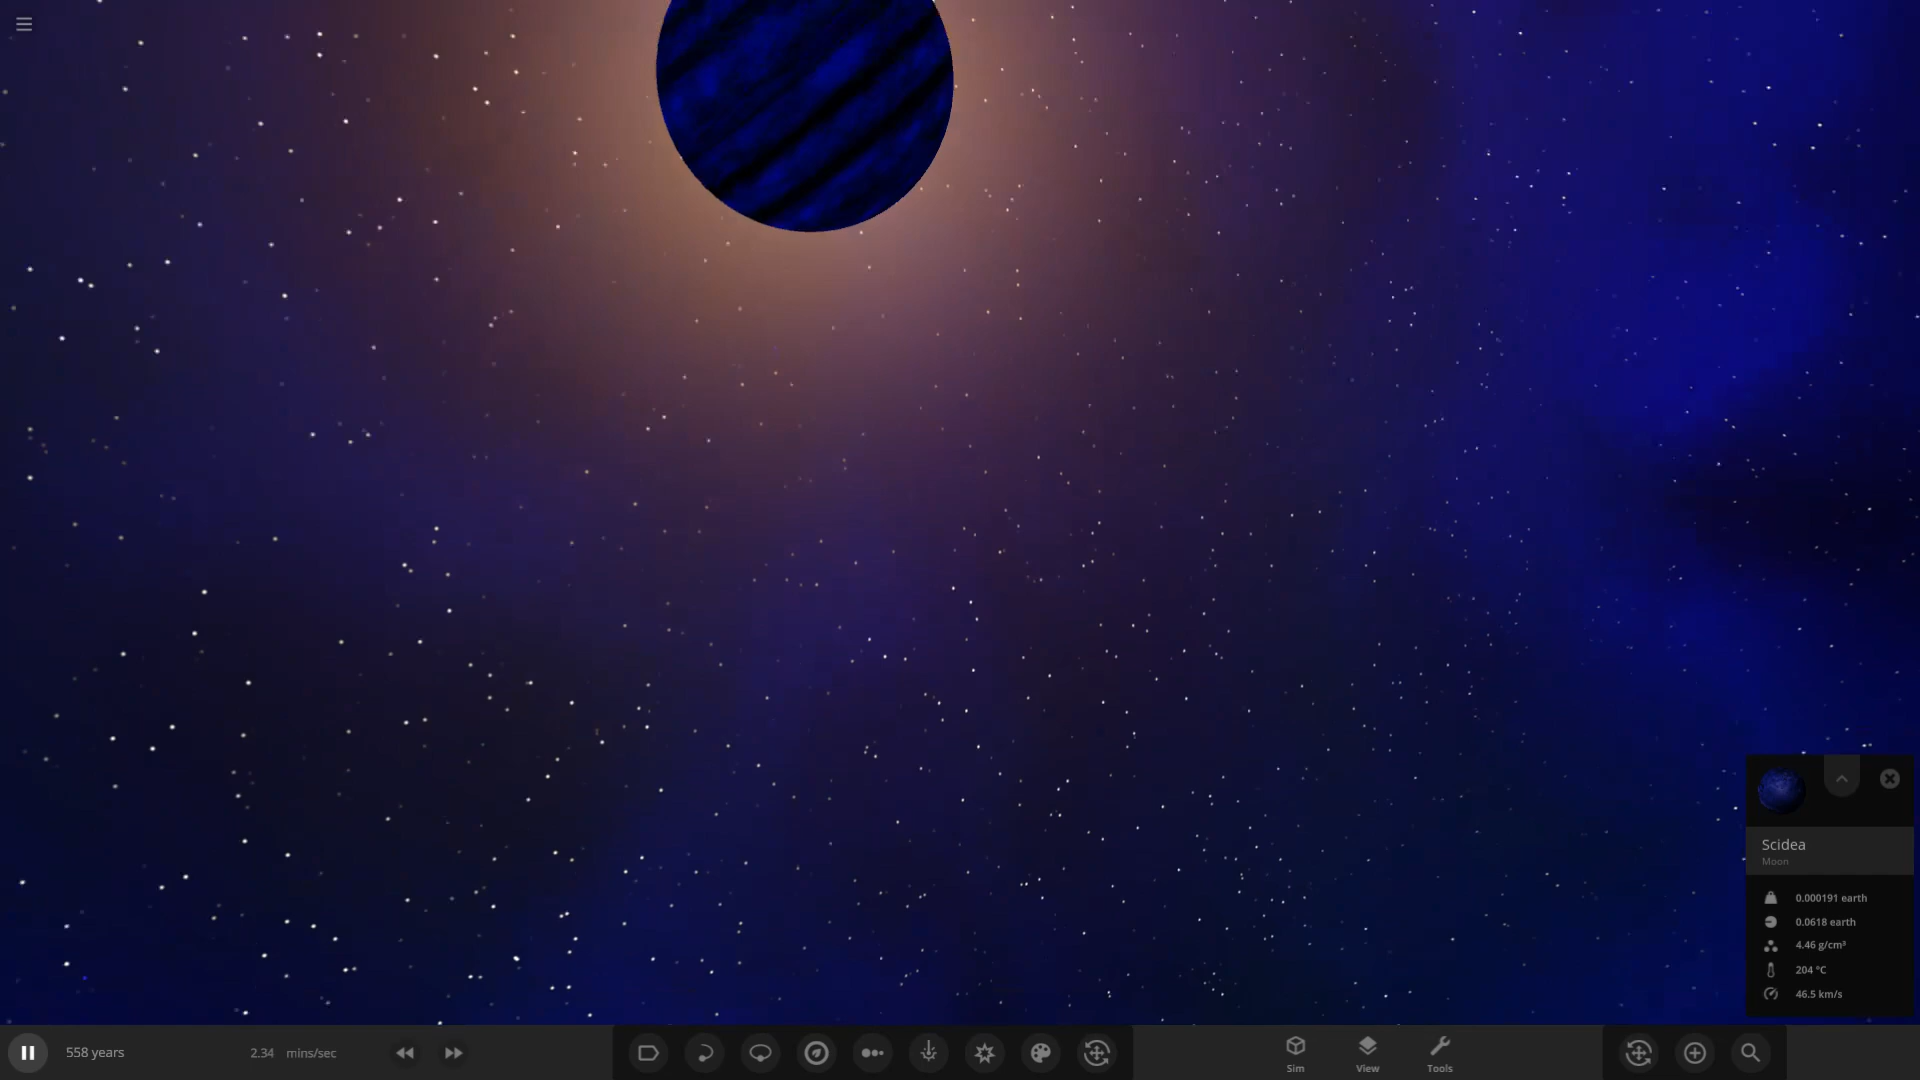 Scidea
Moon
0.000191 earth
0.0618 earth
4.46 g/cm³
204 °C
46.5 km/s
558 years
2.34 mins/sec
Sim
View
Tools